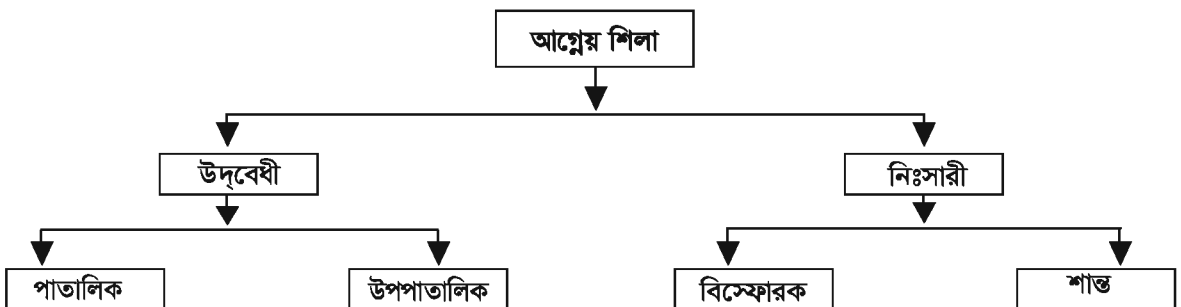 আগ্নেয় শিলা
উদ্‌বেধী
নিঃসারী
পাতালিক
উপপাতালিক
বিস্ফোরক
শান্ত